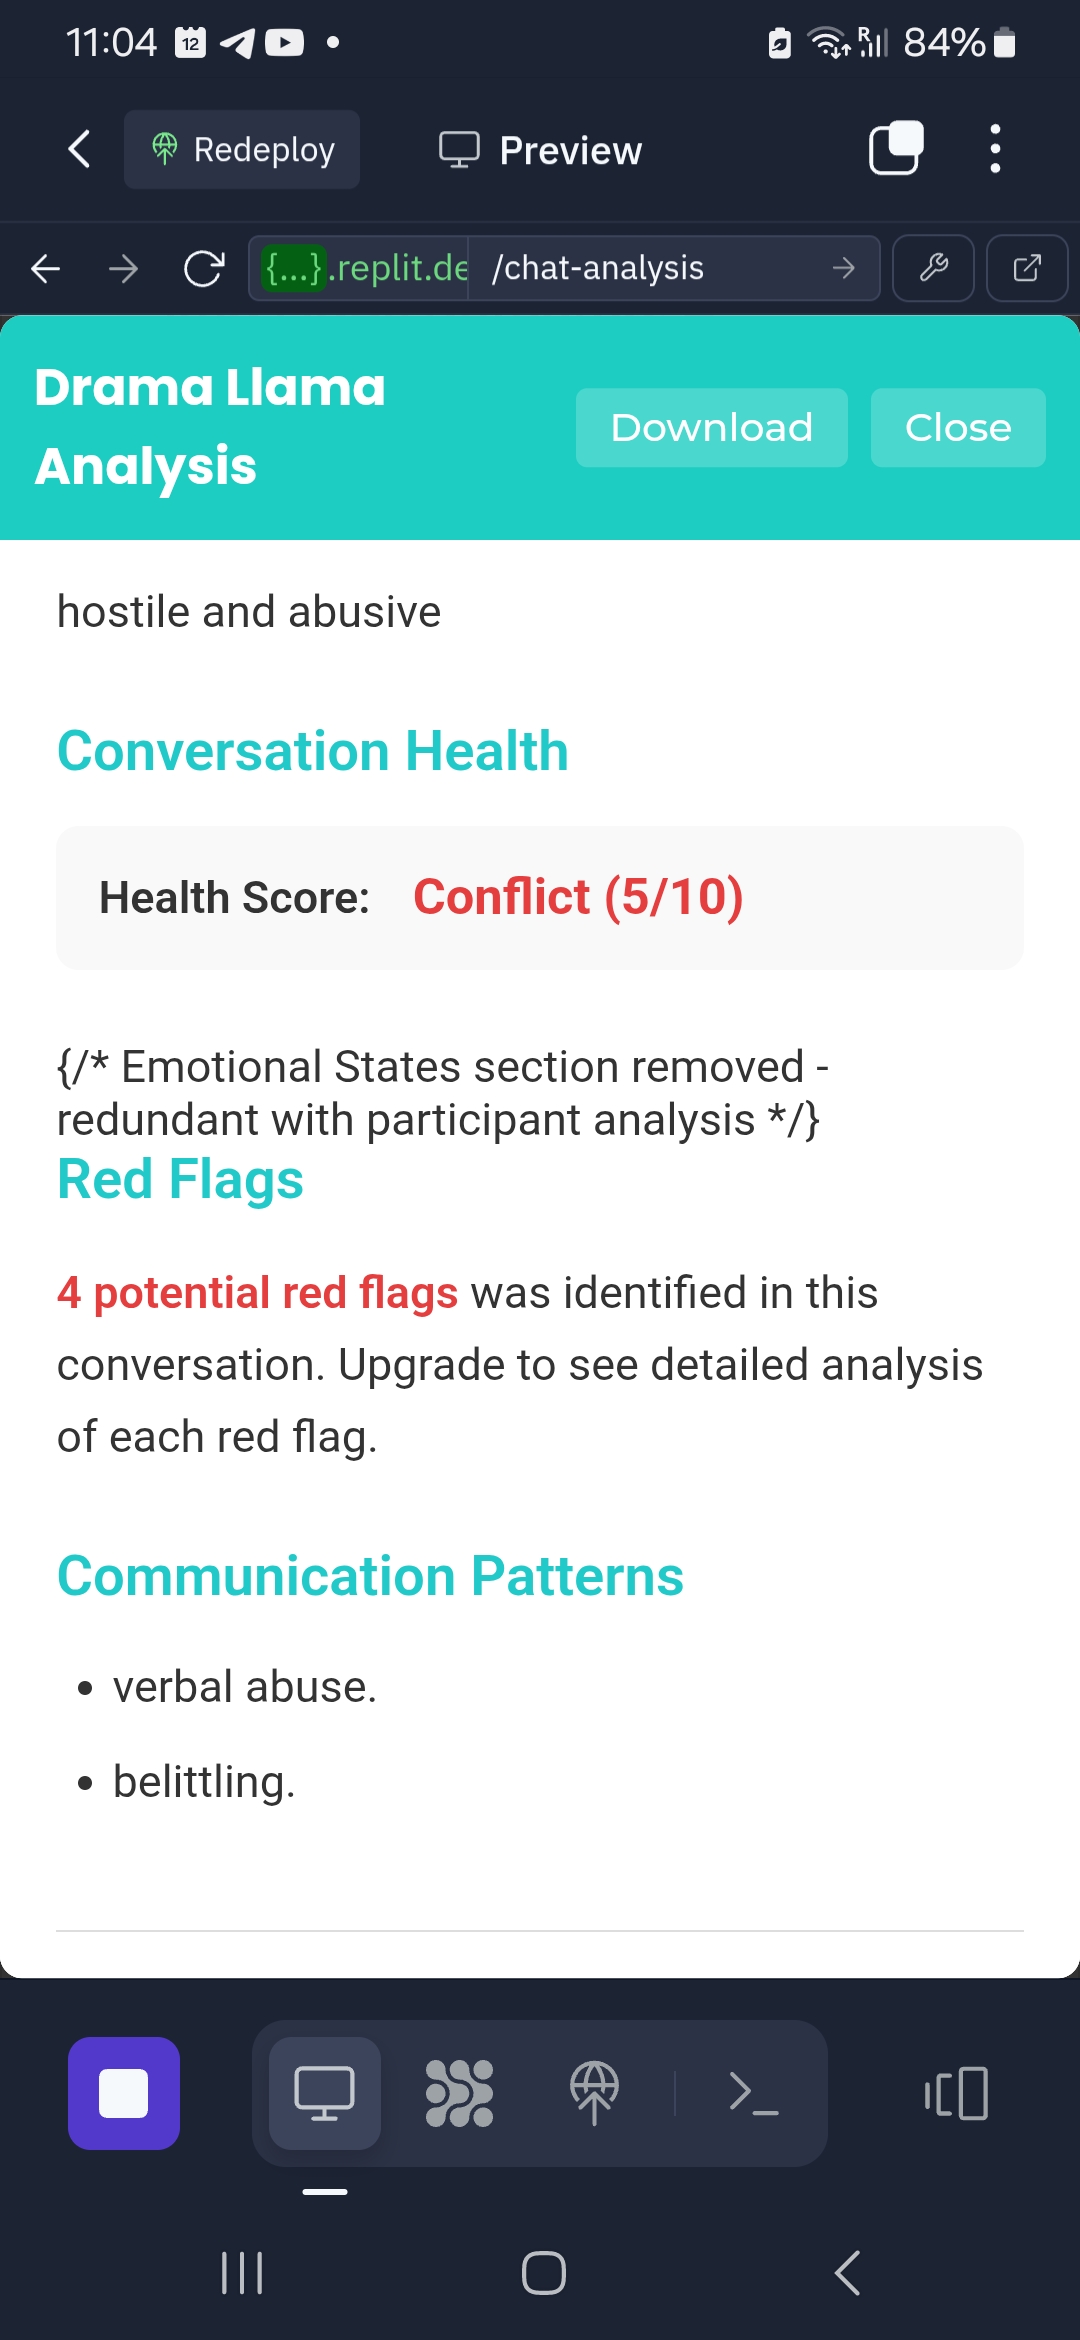 11:04 12 R 84%
Redeploy Preview
{...}.replit.de /chat-analysis
Drama Llama
Analysis
Download Close
hostile and abusive
Conversation Health
Health Score: Conflict (5/10)
{/* Emotional States section removed -
redundant with participant analysis */}
Red Flags
4 potential red flags was identified in this
conversation. Upgrade to see detailed analysis
of each red flag.
Communication Patterns
• verbal abuse.
• belittling.